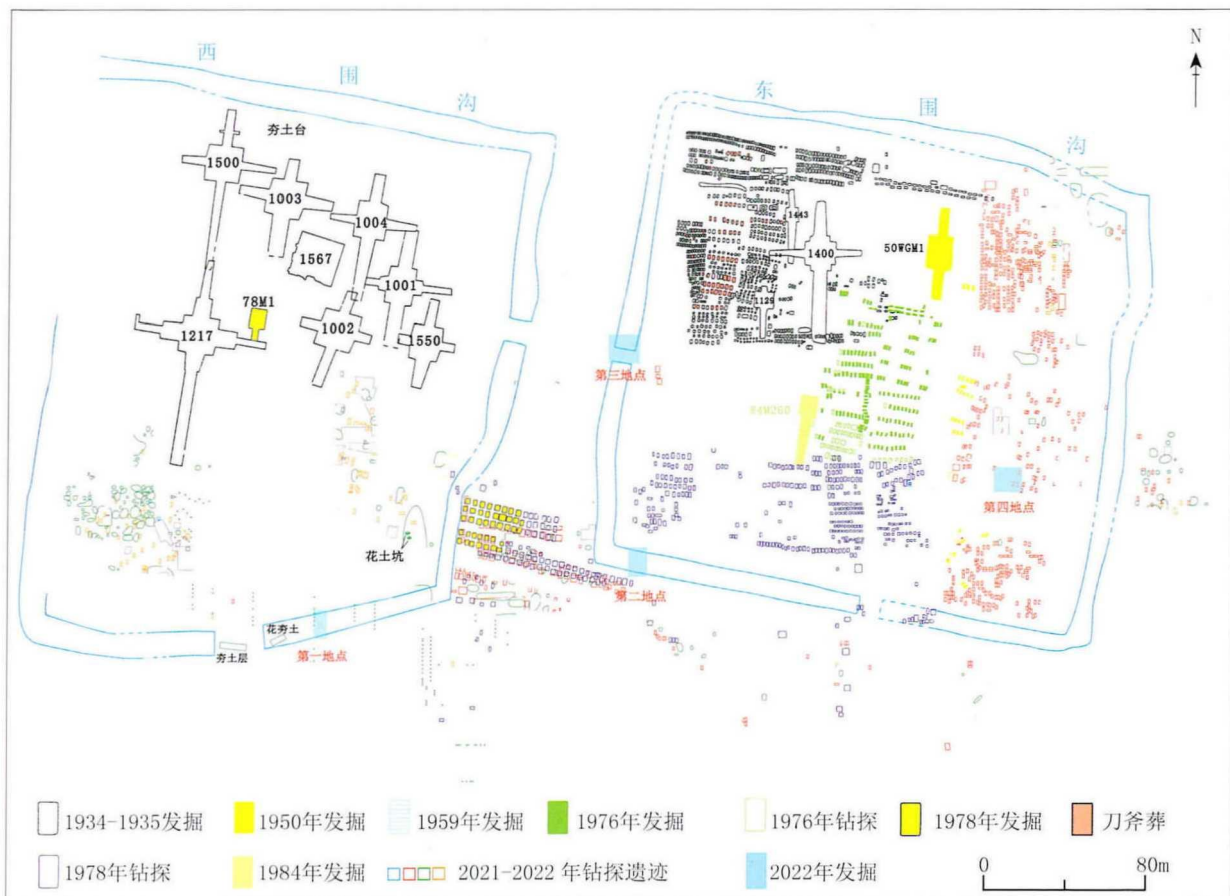 N
西 围 沟
东 围 沟
夯土台
1500
1003
1004
1567
1001
78M1
1217
1002
1550
1443
1400
50WGM1
1129
第三地点
84M260
第四地点
花土坑
第二地点
花夯土
夯土层
第一地点
1934-1935发掘
1950年发掘
1959年发掘
1976年发掘
1976年钻探
1978年发掘
刀斧葬
1978年钻探
1984年发掘
2021-2022 年钻探遗迹
2022年发掘
0 80m